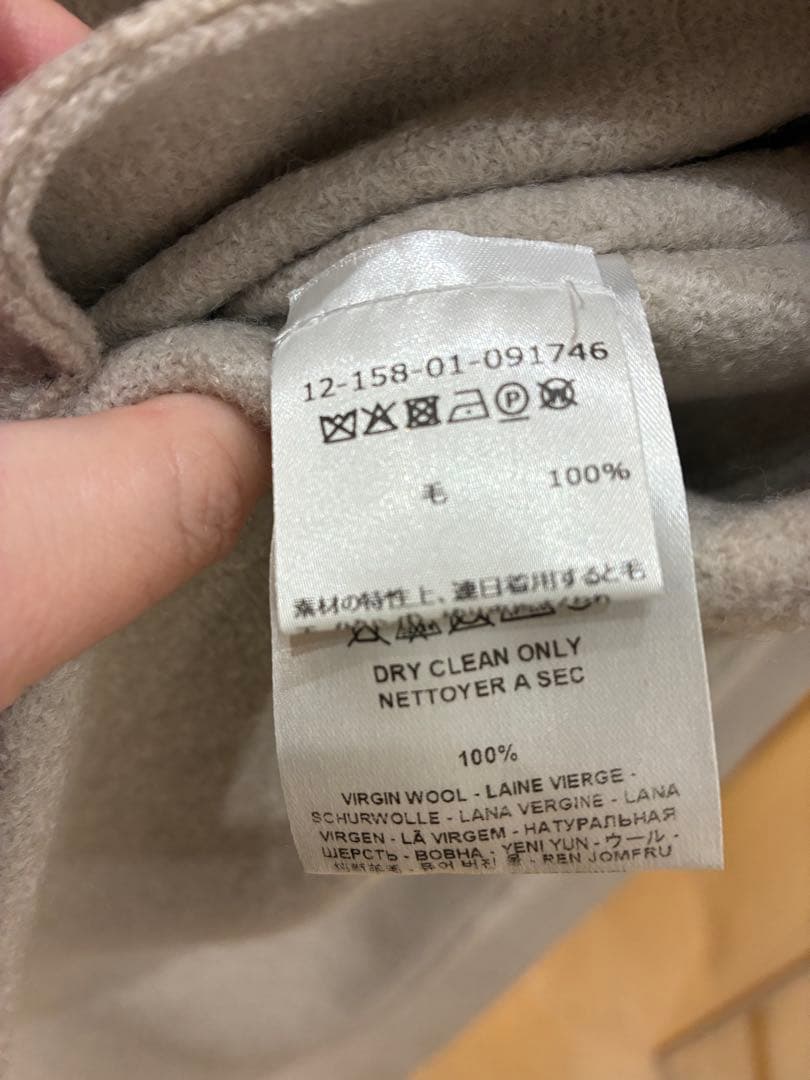 12-158-01-091746
P W
毛 100%
素材の特性上、連日着用すると毛
DRY CLEAN ONLY
NETTOYER A SEC
100%
VIRGIN WOOL - LAINE VIERGE -
SCHURWOLLE - LANA VERGINE - LANA
VIRGEN - LÃ VIRGEM - НАТУРАЛЬНАЯ
ШЕРСТЬ - ВОВНА - YENİ YUN - ウール -
REN JOMFRU